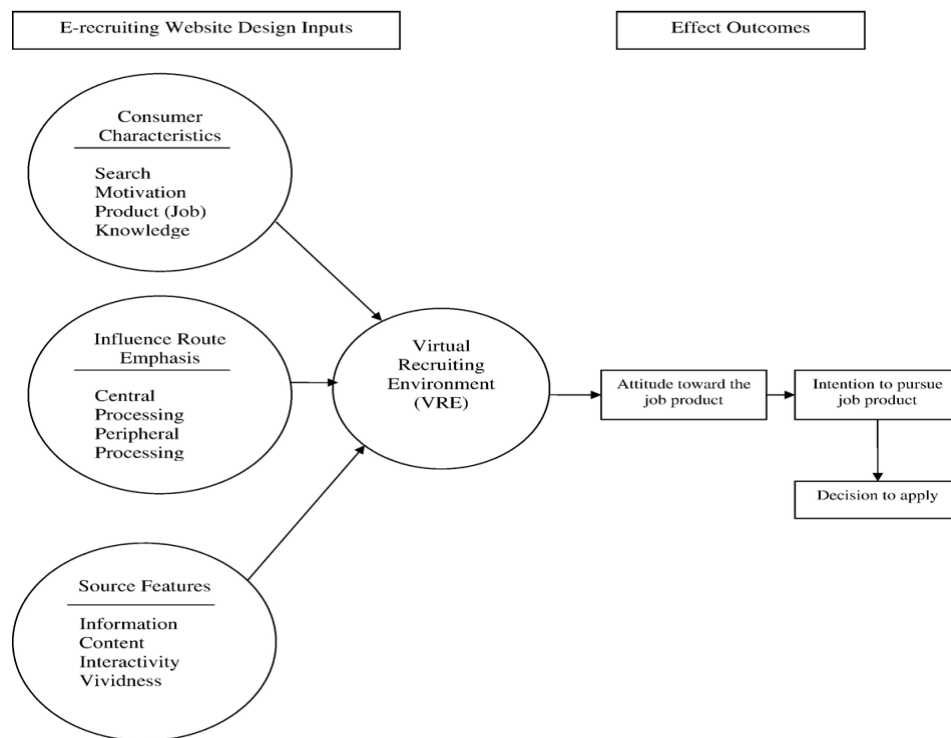 E-recruiting Website Design Inputs
Effect Outcomes
Consumer
Characteristics
Search
Motivation
Product (Job)
Knowledge
Influence Route
Emphasis
Central
Processing
Peripheral
Processing
Source Features
Information
Content
Interactivity
Vividness
Virtual
Recruiting
Environment
(VRE)
Attitude toward the
job product
Intention to pursue
job product
Decision to apply